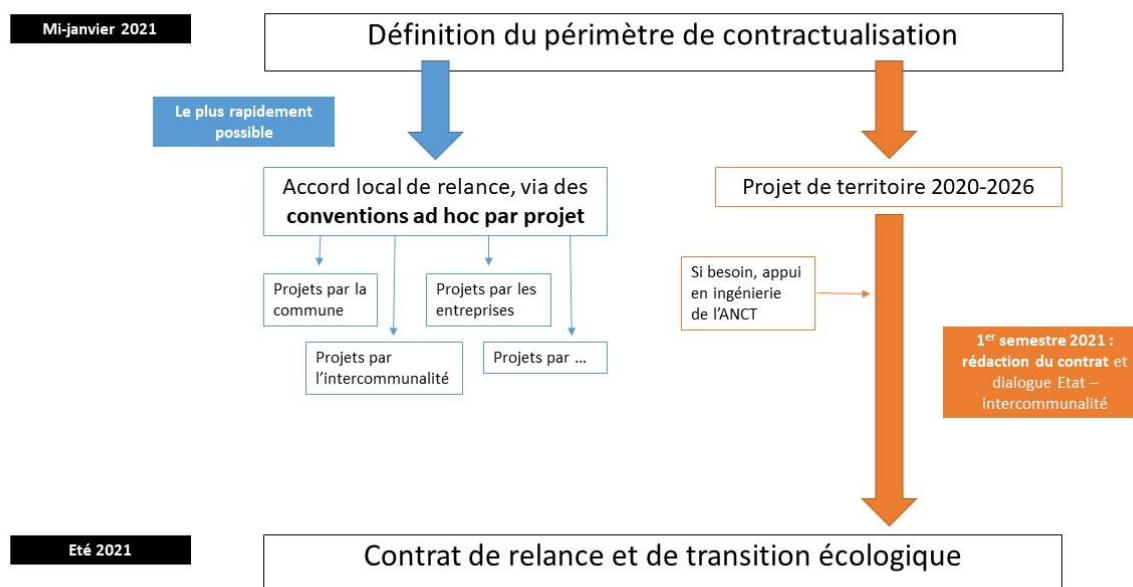 Mi-janvier 2021
Définition du périmètre de contractualisation
Le plus rapidement
possible
Accord local de relance, via des
conventions ad hoc par projet
Projet de territoire 2020-2026
Projets par la
commune
Projets par les
entreprises
Projets par
l’intercommunalité
Projets par ...
Si besoin, appui
en ingénierie
de l’ANCT
1er semestre 2021 :
rédaction du contrat et
dialogue Etat –
intercommunalité
Eté 2021
Contrat de relance et de transition écologique